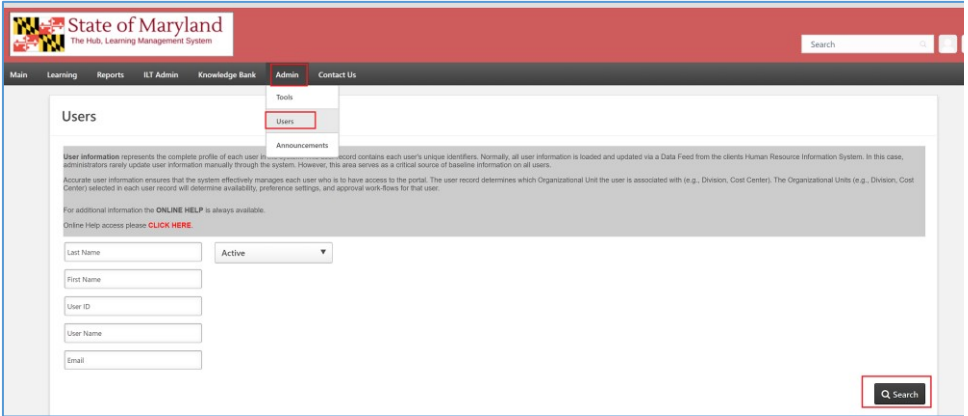 State of Maryland
The Hub, Learning Management System
Search
Main Learning Reports ILT Admin Knowledge Bank Admin Contact Us
Tools
Users
Announcements
Users
User information represents the complete profile of each user in record contains each user's unique identifiers. Normally, all user information is loaded and updated via a Data Feed from the clients Human Resource Information System. In this case,
administrators rarely update user information manually through the system. However, this area serves as a critical source of baseline information on all users.
Accurate user information ensures that the system effectively manages each user who is to have access to the portal. The user record determines which Organizational Unit the user is associated with (e.g., Division, Cost Center). The Organizational Units (e.g., Division, Cost
Center) selected in each user record will determine availability, preference settings, and approval work-flows for that user.
For additional information the ONLINE HELP is always available.
Online Help access please CLICK HERE.
Last Name Active
First Name
User ID
User Name
Email
Search